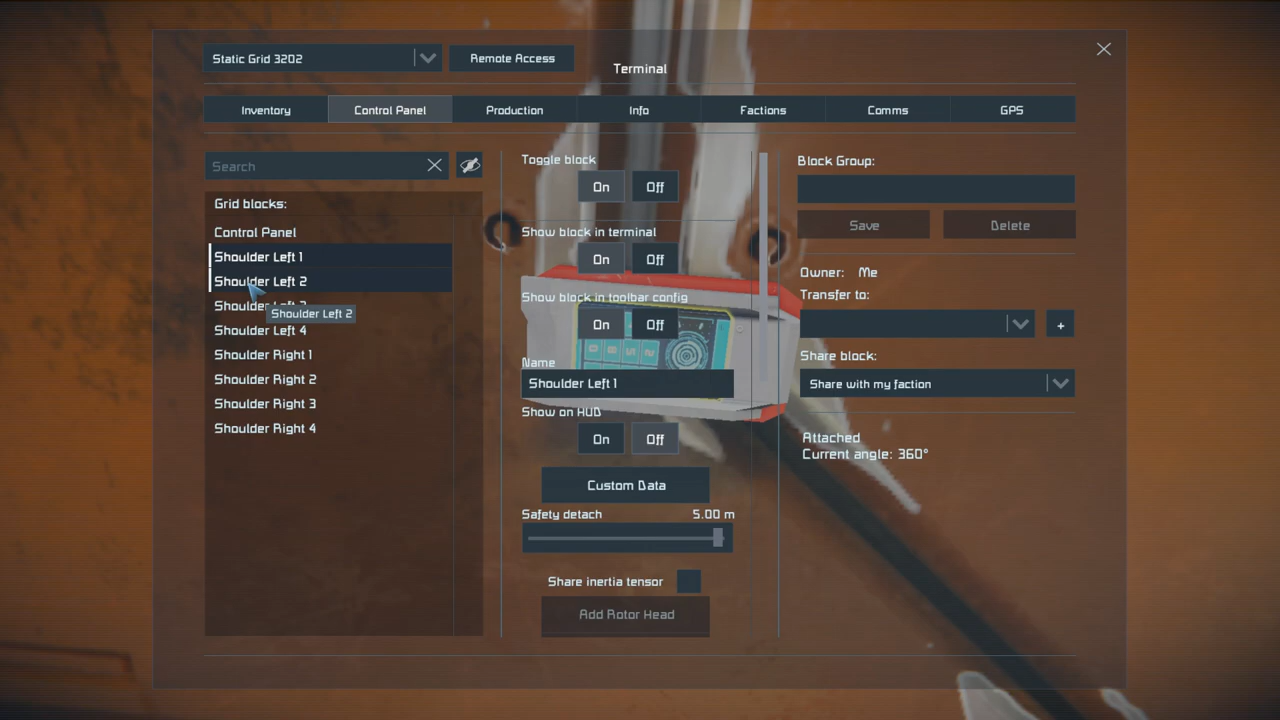 Static Grid 3202
Remote Access
Terminal
Inventory
Control Panel
Production
Info
Factions
Comms
GPS
Search
Grid blocks:
Control Panel
Shoulder Left 1
Shoulder Left 2
Shoulder Left 3
Shoulder Left 2
Shoulder Left 4
Shoulder Right 1
Shoulder Right 2
Shoulder Right 3
Shoulder Right 4
Toggle block
On Off
Show block in terminal
On Off
Show block in toolbar config
On Off
Name
Shoulder Left 1
Show on HUD
On Off
Custom Data
Safety detach 5.00 m
Share inertia tensor
Add Rotor Head
Block Group:
Save Delete
Owner: Me
Transfer to:
+
Share block:
Share with my faction
Attached
Current angle: 360°